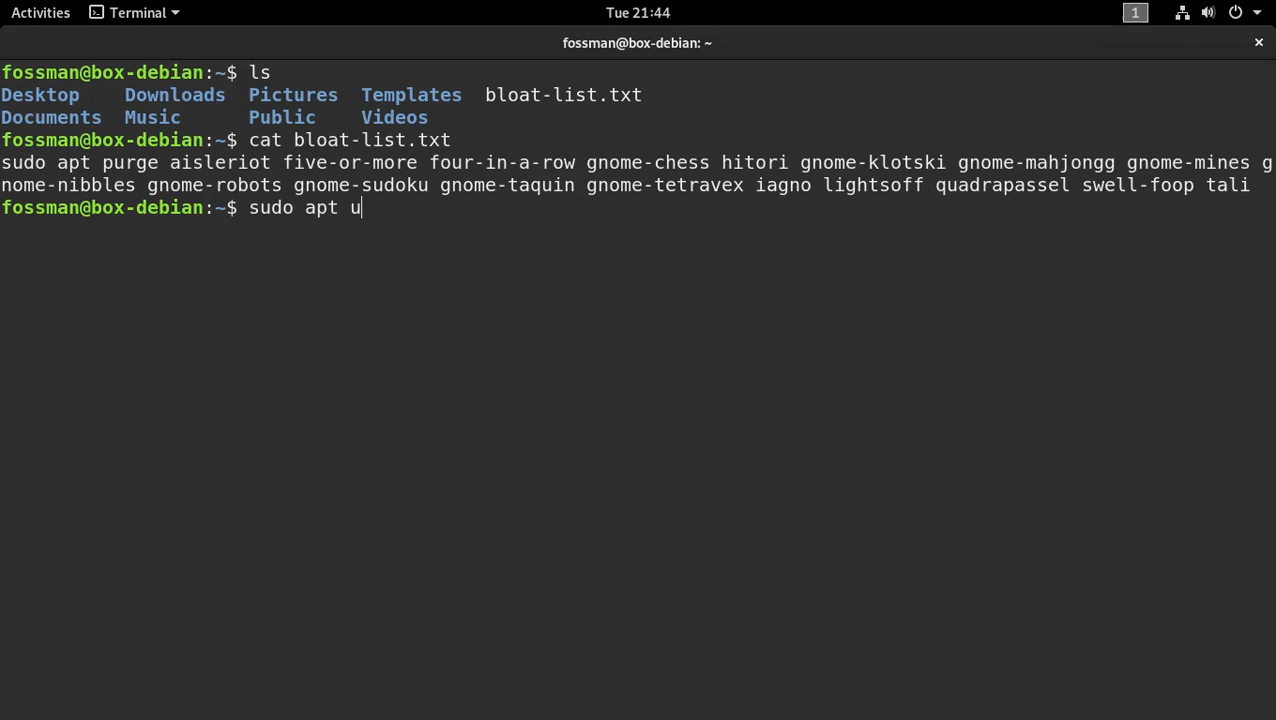 Activities Terminal Tue 21:44 1
fossman@box-debian: ~ ×
fossman@box-debian:~$ ls
Desktop Downloads Pictures Templates bloat-list.txt
Documents Music Public Videos
fossman@box-debian:~$ cat bloat-list.txt
sudo apt purge aisleriot five-or-more four-in-a-row gnome-chess hitori gnome-klotski gnome-mahjongg gnome-mines g
nome-nibbles gnome-robots gnome-sudoku gnome-taquin gnome-tetravex iagno lightsoff quadrapassel swell-foop tali
fossman@box-debian:~$ sudo apt u